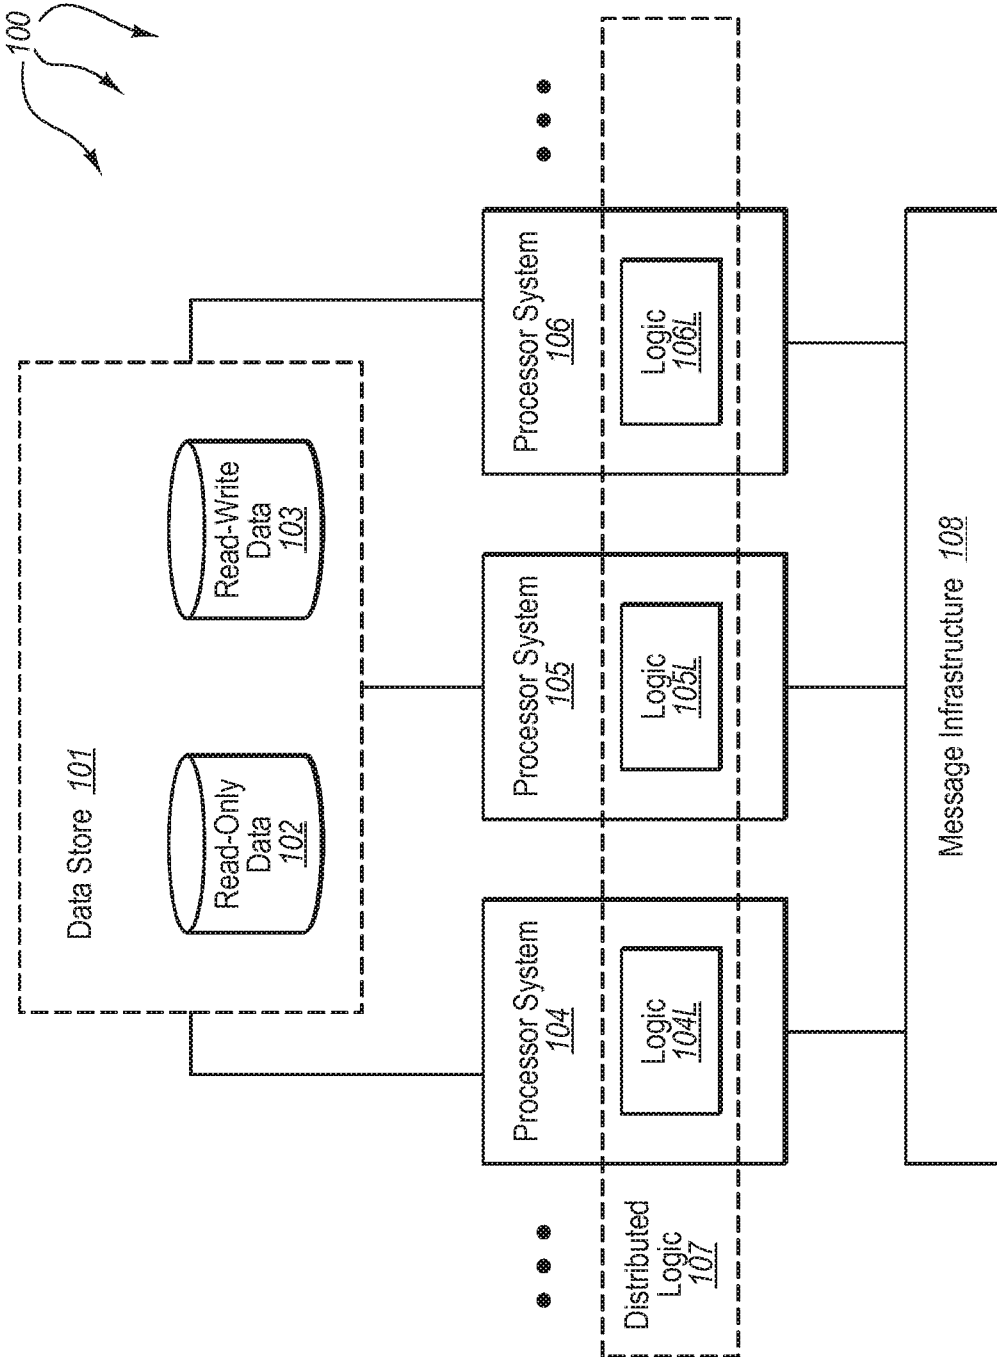 100
Data Store 101
Read-Only
Data
102
Read-Write
Data
103
Processor System
104
Logic
104L
Processor System
105
Logic
105L
Processor System
106
Logic
106L
Distributed
Logic
107
Message Infrastructure 108